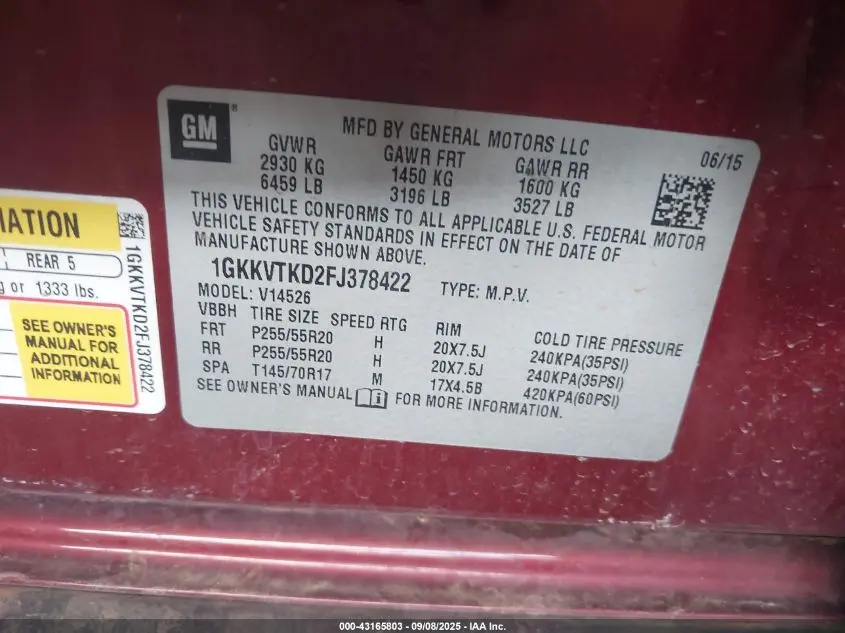 GM ®
MFD BY GENERAL MOTORS LLC
06/15
GVWR GAWR FRT GAWR RR
2930 KG 1450 KG 1600 KG
6459 LB 3196 LB 3527 LB
THIS VEHICLE CONFORMS TO ALL APPLICABLE U.S. FEDERAL MOTOR
VEHICLE SAFETY STANDARDS IN EFFECT ON THE DATE OF
MANUFACTURE SHOWN ABOVE.
1GKKVTKD2FJ378422 TYPE: M.P.V.
MODEL: V14526
VBBH TIRE SIZE SPEED RTG RIM COLD TIRE PRESSURE
FRT P255/55R20 H 20X7.5J 240KPA(35PSI)
RR P255/55R20 H 20X7.5J 240KPA(35PSI)
SPA T145/70R17 M 17X4.5B 420KPA(60PSI)
SEE OWNER'S MANUAL i FOR MORE INFORMATION.
REAR 5
or 1333 lbs.
SEE OWNER'S
MANUAL FOR
ADDITIONAL
INFORMATION
1GKKVTKD2FJ378422
000-43165803 - 09/08/2025 - IAA Inc.